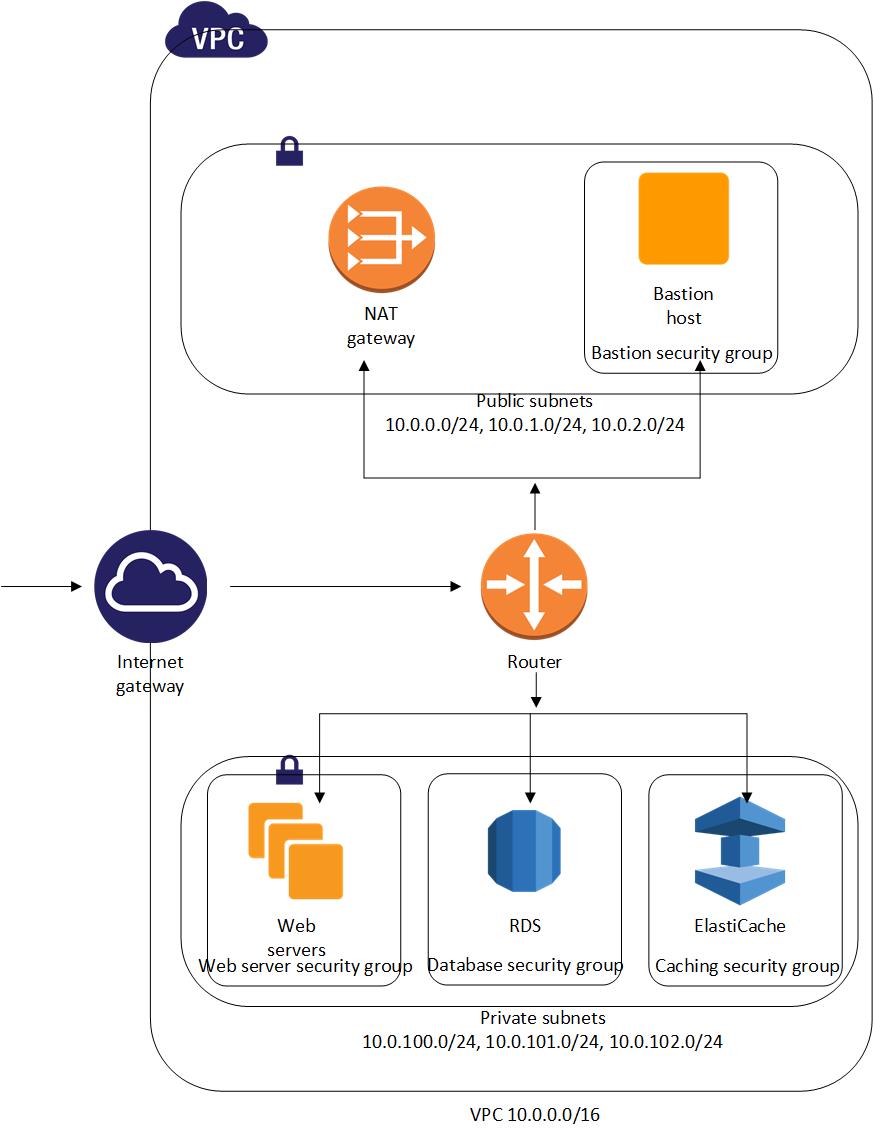 VPC
NAT
gateway
Bastion
host
Bastion security group
Public subnets
10.0.0.0/24, 10.0.1.0/24, 10.0.2.0/24
Internet
gateway
Router
Web
servers
Web server security group
RDS
Database security group
ElastiCache
Caching security group
Private subnets
10.0.100.0/24, 10.0.101.0/24, 10.0.102.0/24
VPC 10.0.0.0/16